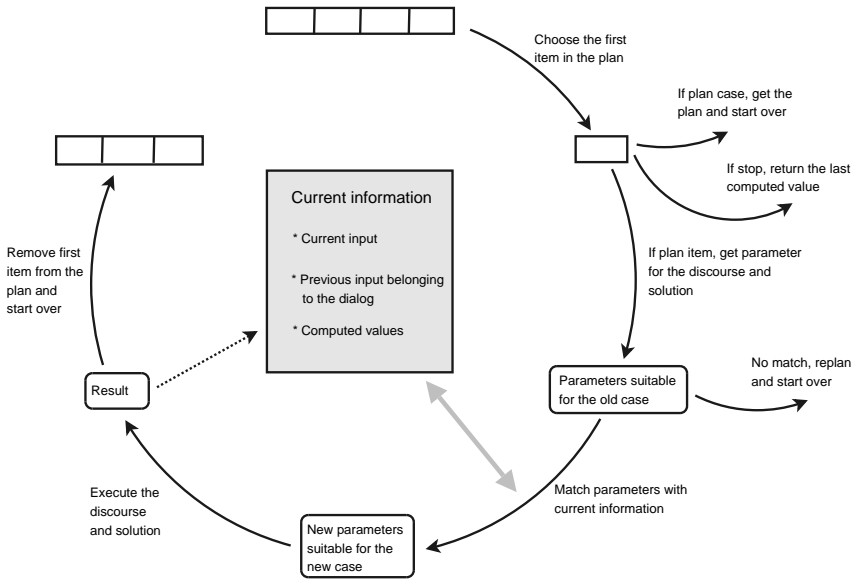 Choose the first
item in the plan
If plan case, get the
plan and start over
If stop, return the last
computed value
If plan item, get parameter
for the discourse and
solution
Parameters suitable
for the old case
No match, replan
and start over
Match parameters with
current information
New parameters
suitable for the
new case
Execute the
discourse
and solution
Result
Remove first
item from the
plan and
start over
Current information
* Current input
* Previous input belonging
to the dialog
* Computed values